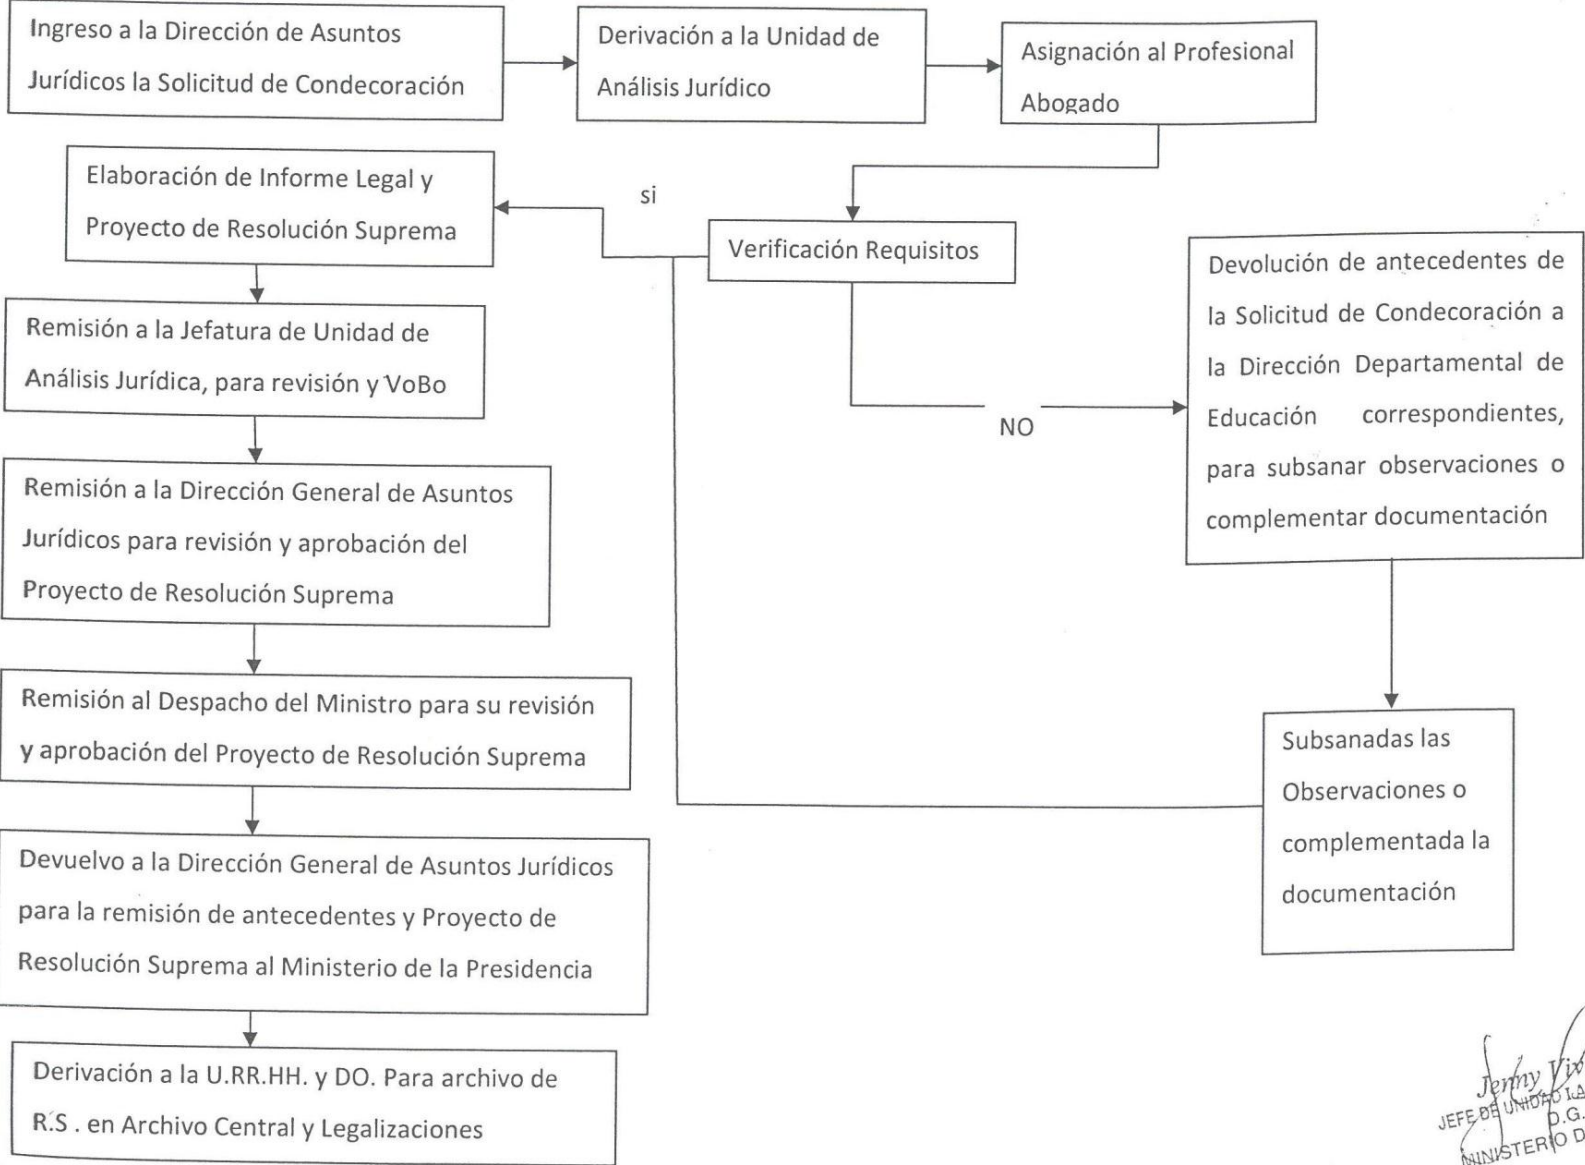 Ingreso a la Dirección de Asuntos
Jurídicos la Solicitud de Condecoración
Derivación a la Unidad de
Análisis Jurídico
Asignación al Profesional
Abogado
Elaboración de Informe Legal y
Proyecto de Resolución Suprema
si
Verificación Requisitos
NO
Devolución de antecedentes de
la Solicitud de Condecoración a
la Dirección Departamental de
Educación correspondientes,
para subsanar observaciones o
complementar documentación
Remisión a la Jefatura de Unidad de
Análisis Jurídica, para revisión y VoBo
Remisión a la Dirección General de Asuntos
Jurídicos para revisión y aprobación del
Proyecto de Resolución Suprema
Remisión al Despacho del Ministro para su revisión
y aprobación del Proyecto de Resolución Suprema
Subsanadas las
Observaciones o
complementada la
documentación
Devuelvo a la Dirección General de Asuntos Jurídicos
para la remisión de antecedentes y Proyecto de
Resolución Suprema al Ministerio de la Presidencia
Derivación a la U.RR.HH. y DO. Para archivo de
R.S . en Archivo Central y Legalizaciones
Jenny
JEFE DE UNIDAD
D.G.
MINISTERIO D